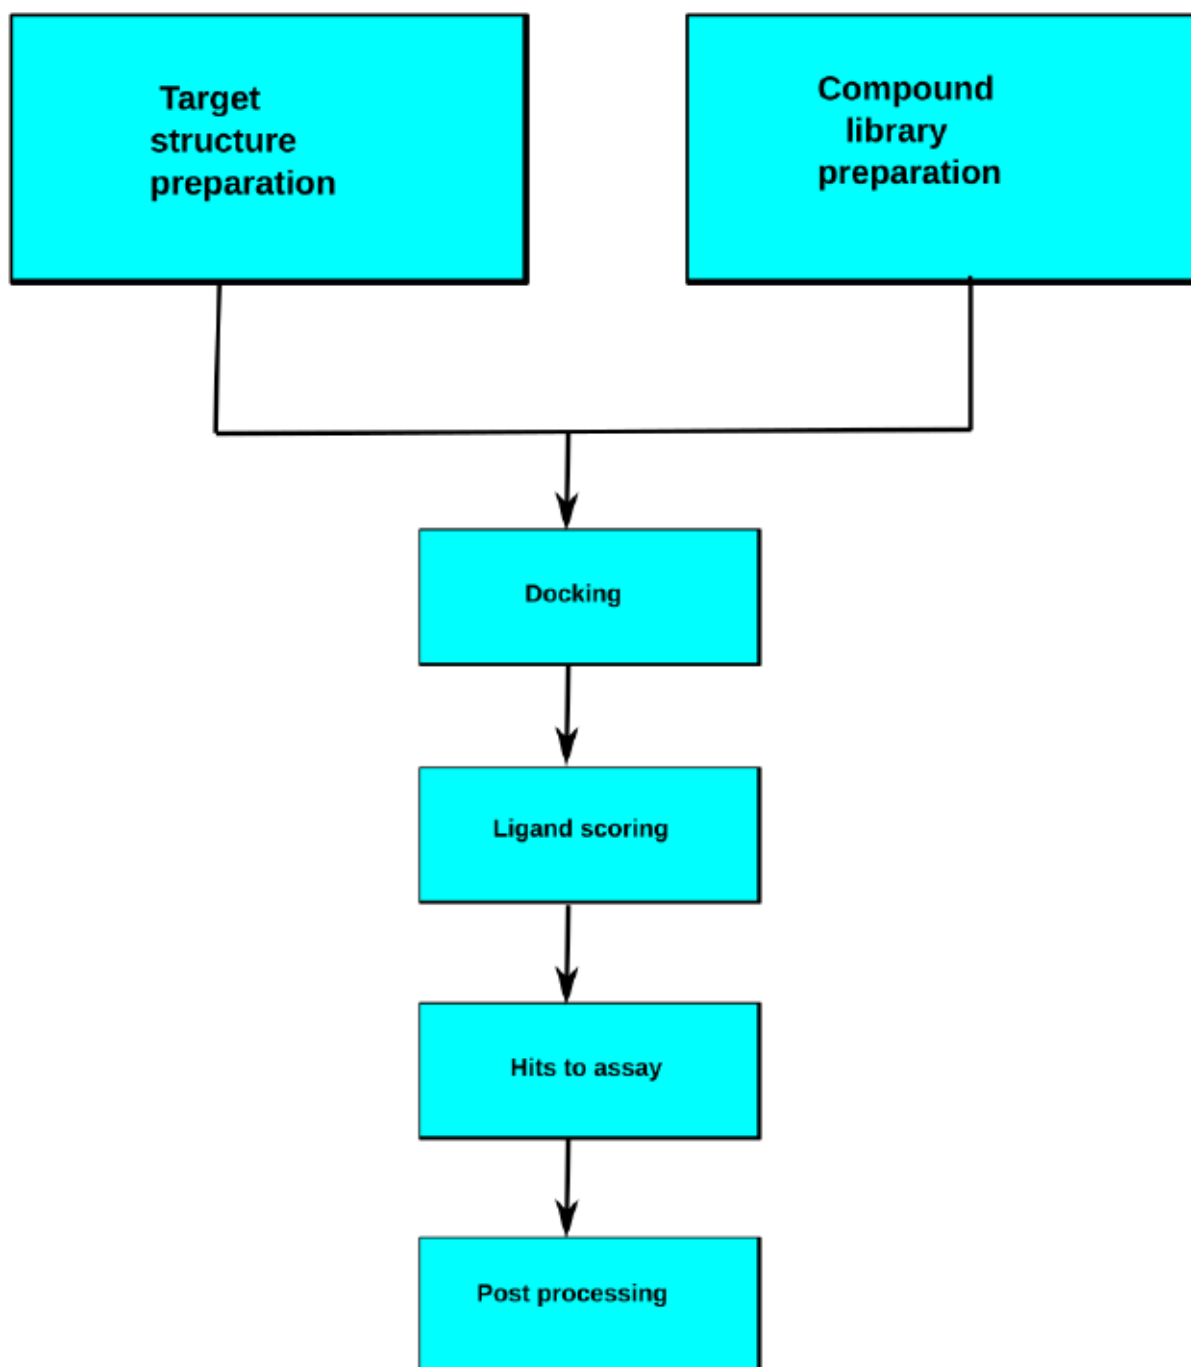 Target
structure
preparation
Compound
library
preparation
Docking
Ligand scoring
Hits to assay
Post processing